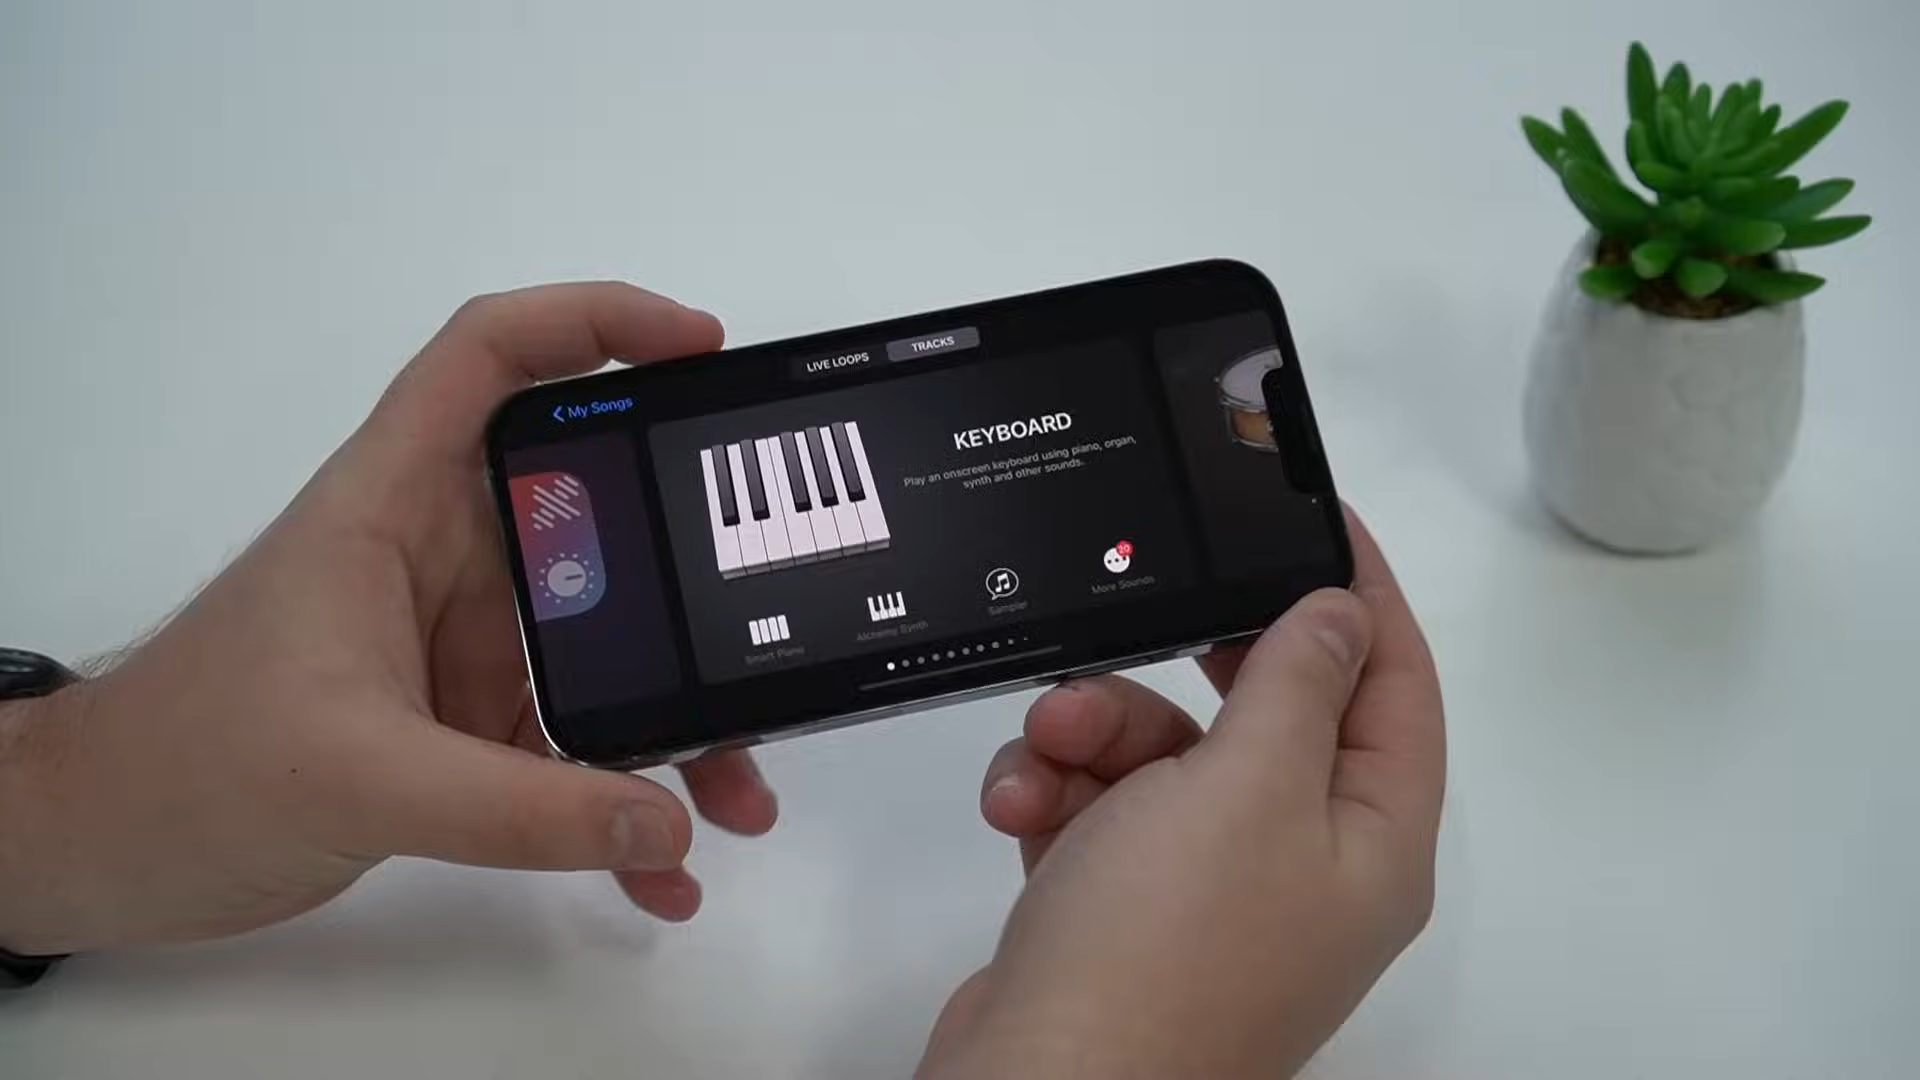 LIVE LOOPS
TRACKS
My Songs
KEYBOARD
Play an onscreen keyboard using piano, organ,
synth and other sounds.
20
Smart Piano
Alchemy Synth
Sampler
More Sounds